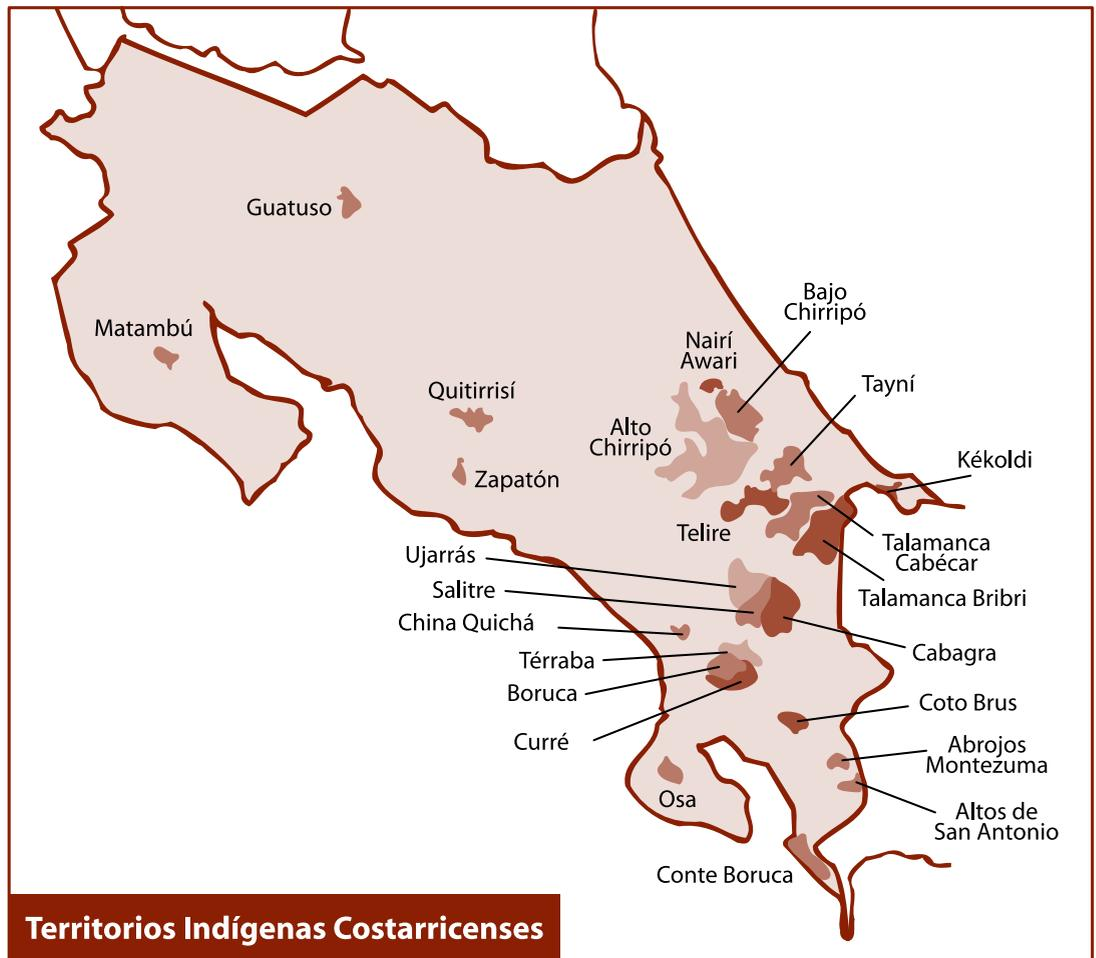 Guatuso
Matambú
Bajo
Chirripó
Nairí
Awari
Tayní
Quitirrisí
Alto
Chirripó
Kékoldi
Zapatón
Telire
Talamanca
Cabécar
Ujarrás
Salitre
Talamanca Bribri
China Quichá
Cabagra
Térraba
Boruca
Coto Brus
Curré
Abrojos
Montezuma
Osa
Altos de
San Antonio
Conte Boruca
Territorios Indígenas Costarricenses